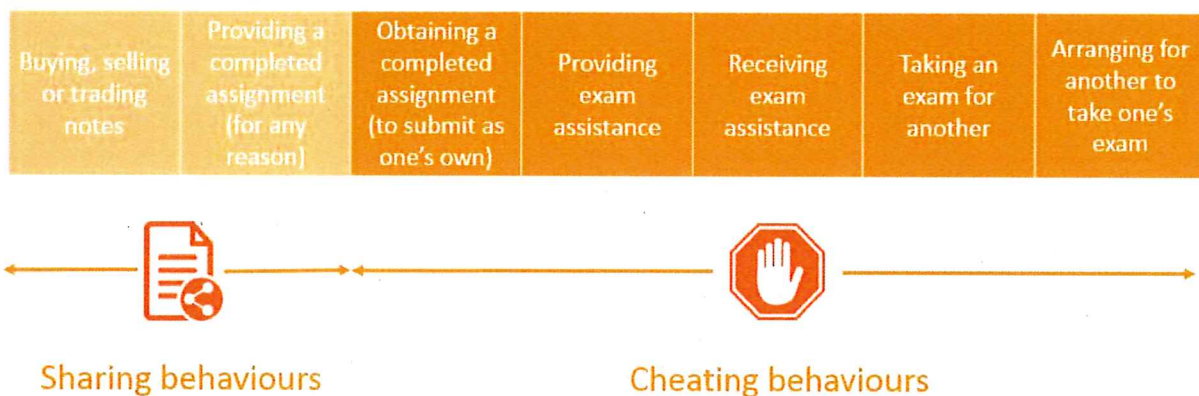 Buying, selling
or trading
notes
Providing a
completed
assignment
(for any
reason)
Obtaining a
completed
assignment
(to submit as
one's own)
Providing
exam
assistance
Receiving
exam
assistance
Taking an
exam for
another
Arranging for
another to
take one's
exam
Sharing behaviours
Cheating behaviours